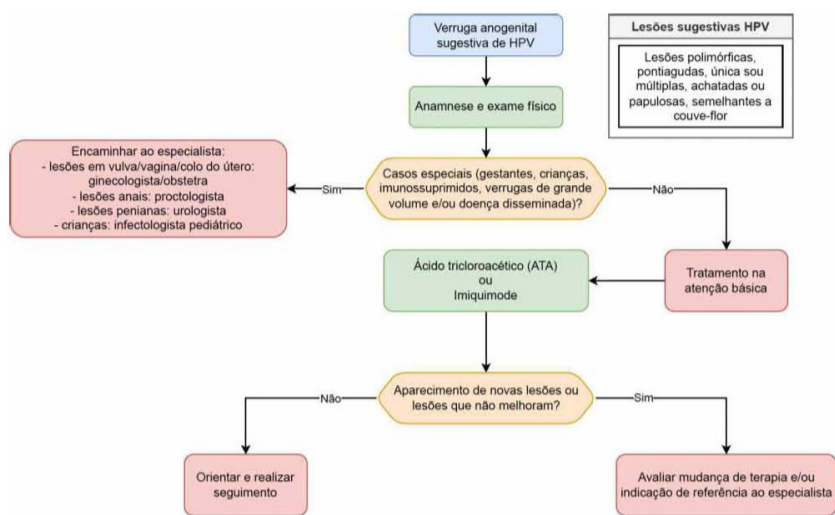 Verruga anogenital
sugestiva de HPV
Lesões sugestivas HPV
Lesões polimórficas,
pontiagudas, única sou
múltiplas, achatadas ou
papulosas, semelhantes a
couve-flor
Anamnese e exame físico
Encaminhar ao especialista:
- lesões em vulva/vagina/colo do útero:
ginecologista/obstetra
- lesões anais: proctologista
- lesões penianas: urologista
- crianças: infectologista pediátrico
Sim
Casos especiais (gestantes, crianças,
imunossuprimidos, verrugas de grande
volume e/ou doença disseminada)?
Não
Ácido tricloroacético (ATA)
ou
Imiquimode
Tratamento na
atenção básica
Não
Aparecimento de novas lesões ou
lesões que não melhoram?
Sim
Orientar e realizar
seguimento
Avaliar mudança de terapia e/ou
indicação de referência ao especialista